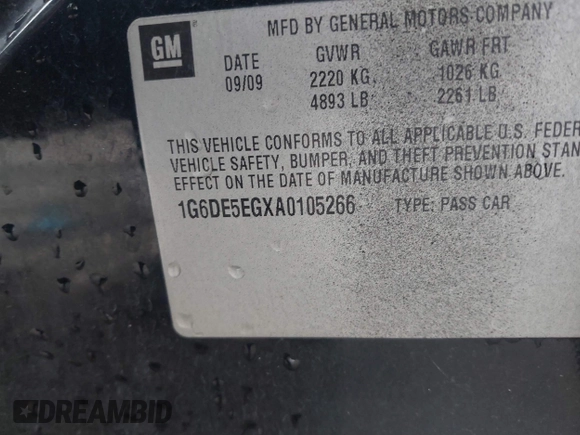 GM
MFD BY GENERAL MOTORS COMPANY
DATE GVWR GAWR FRT
09/09 2220 KG 1026 KG
4893 LB 2261 LB
THIS VEHICLE CONFORMS TO ALL APPLICABLE U.S. FEDER
VEHICLE SAFETY, BUMPER, AND THEFT PREVENTION STAN
EFFECT ON THE DATE OF MANUFACTURE SHOWN ABOVE.
1G6DE5EGXA0105266 TYPE: PASS CAR
DREAMBID